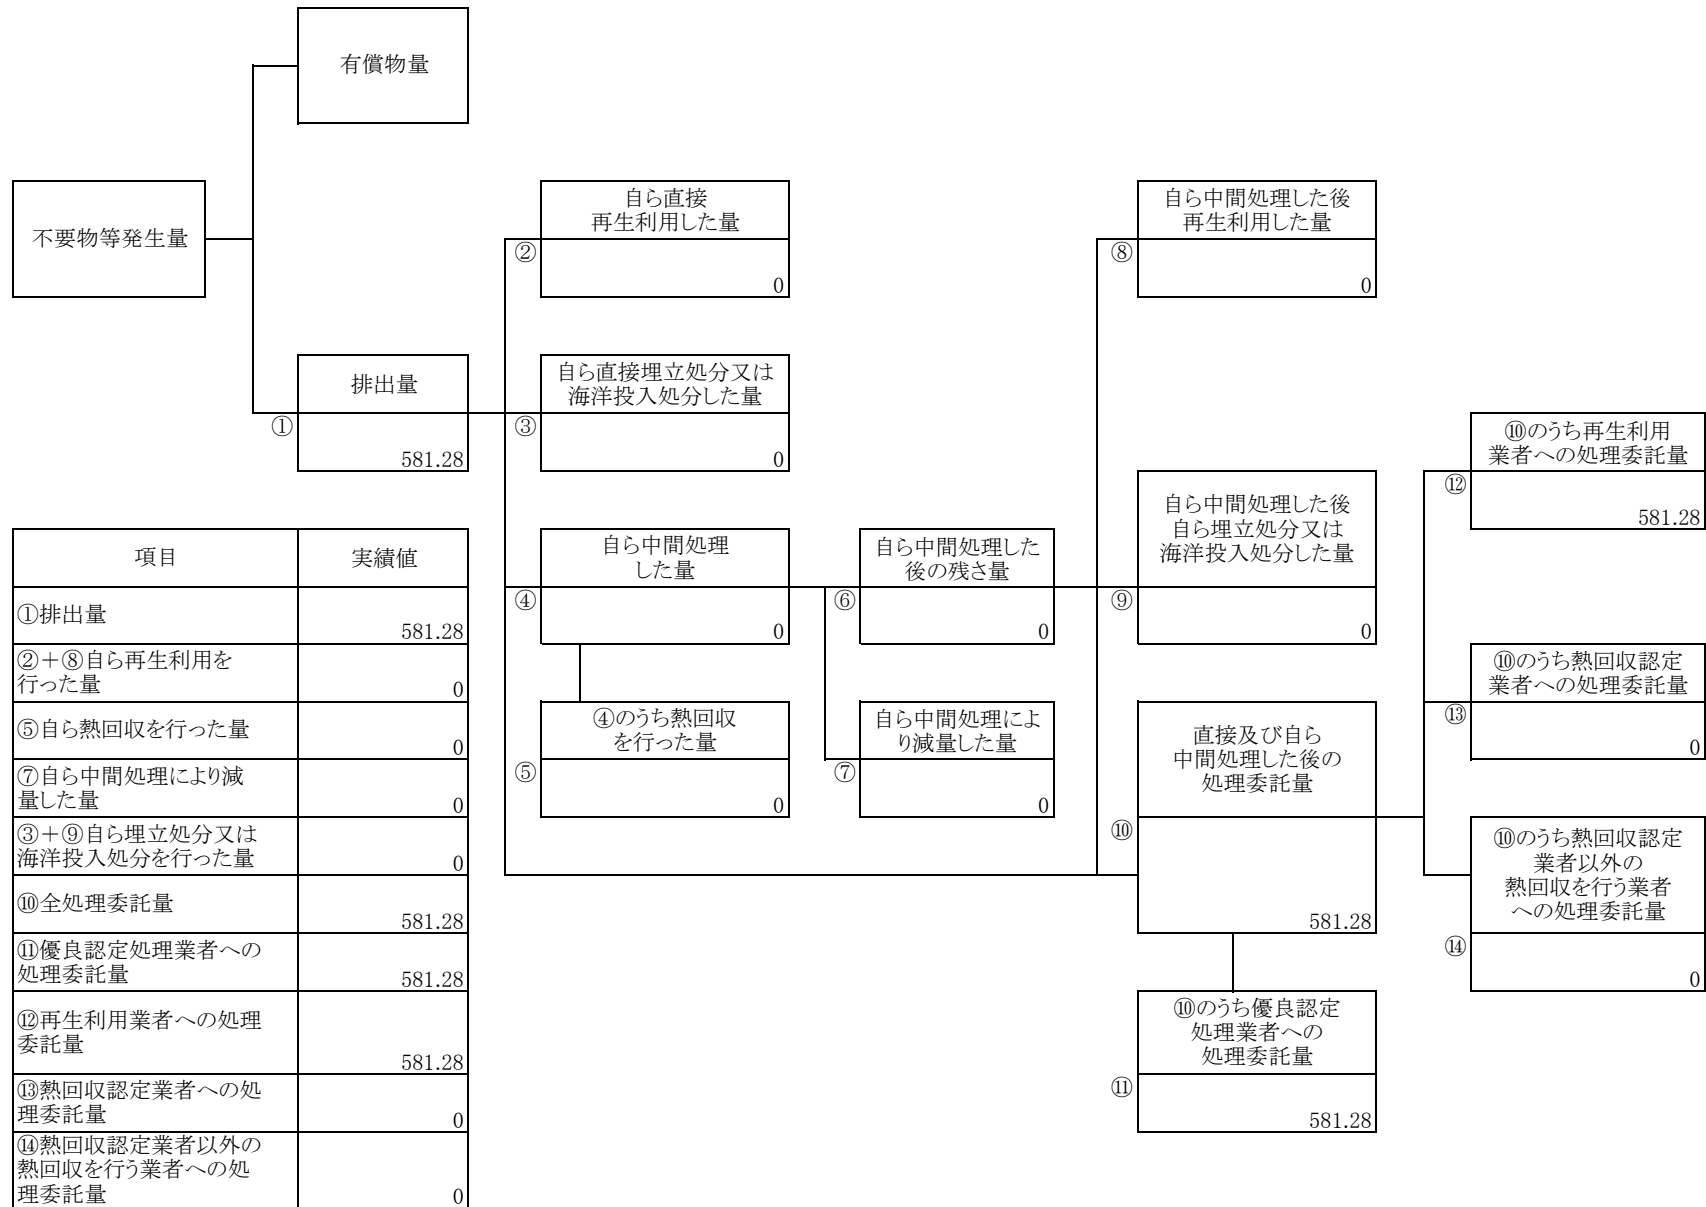 有償物量
不要物等発生量
自ら直接
再生利用した量
②
0
自ら中間処理した後
再生利用した量
⑧
0
排出量
①
581.28
自ら直接埋立処分又は
海洋投入処分した量
③
0
⑩のうち再生利用
業者への処理委託量
⑫
581.28
自ら中間処理
した量
④
0
自ら中間処理した
後の残さ量
⑥
0
自ら中間処理した後
自ら埋立処分又は
海洋投入処分した量
⑨
0
⑩のうち熱回収認定
業者への処理委託量
⑬
0
④のうち熱回収
を行った量
⑤
0
自ら中間処理によ
り減量した量
⑦
0
直接及び自ら
中間処理した後の
処理委託量
⑩
581.28
⑩のうち熱回収認定
業者以外の
熱回収を行う業者
への処理委託量
⑭
0
⑩のうち優良認定
処理業者への
処理委託量
⑪
581.28
項目 実績値
①排出量
581.28
②+⑧自ら再生利用を
行った量
0
⑤自ら熱回収を行った量
0
⑦自ら中間処理により減
量した量
0
③+⑨自ら埋立処分又は
海洋投入処分を行った量
0
⑩全処理委託量
581.28
⑪優良認定処理業者への
処理委託量
581.28
⑫再生利用業者への処理
委託量
581.28
⑬熱回収認定業者への処
理委託量
0
⑭熱回収認定業者以外の
熱回収を行う業者への処
理委託量
0